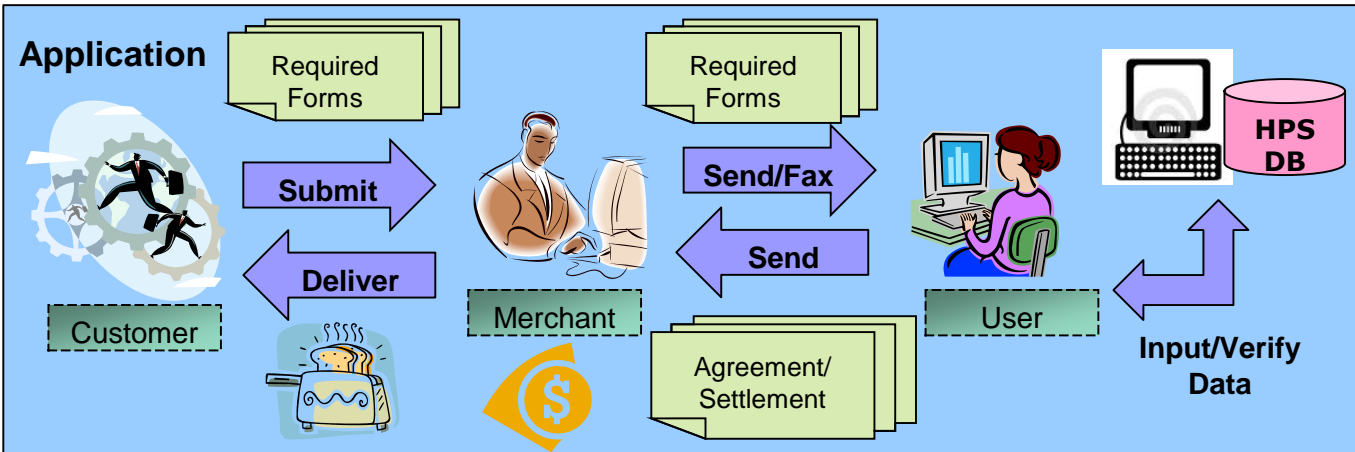 Application
Required
Forms
Required
Forms
HPS
DB
Submit
Send/Fax
Deliver
Send
Customer
Merchant
User
Agreement/
Settlement
Input/Verify
Data
$